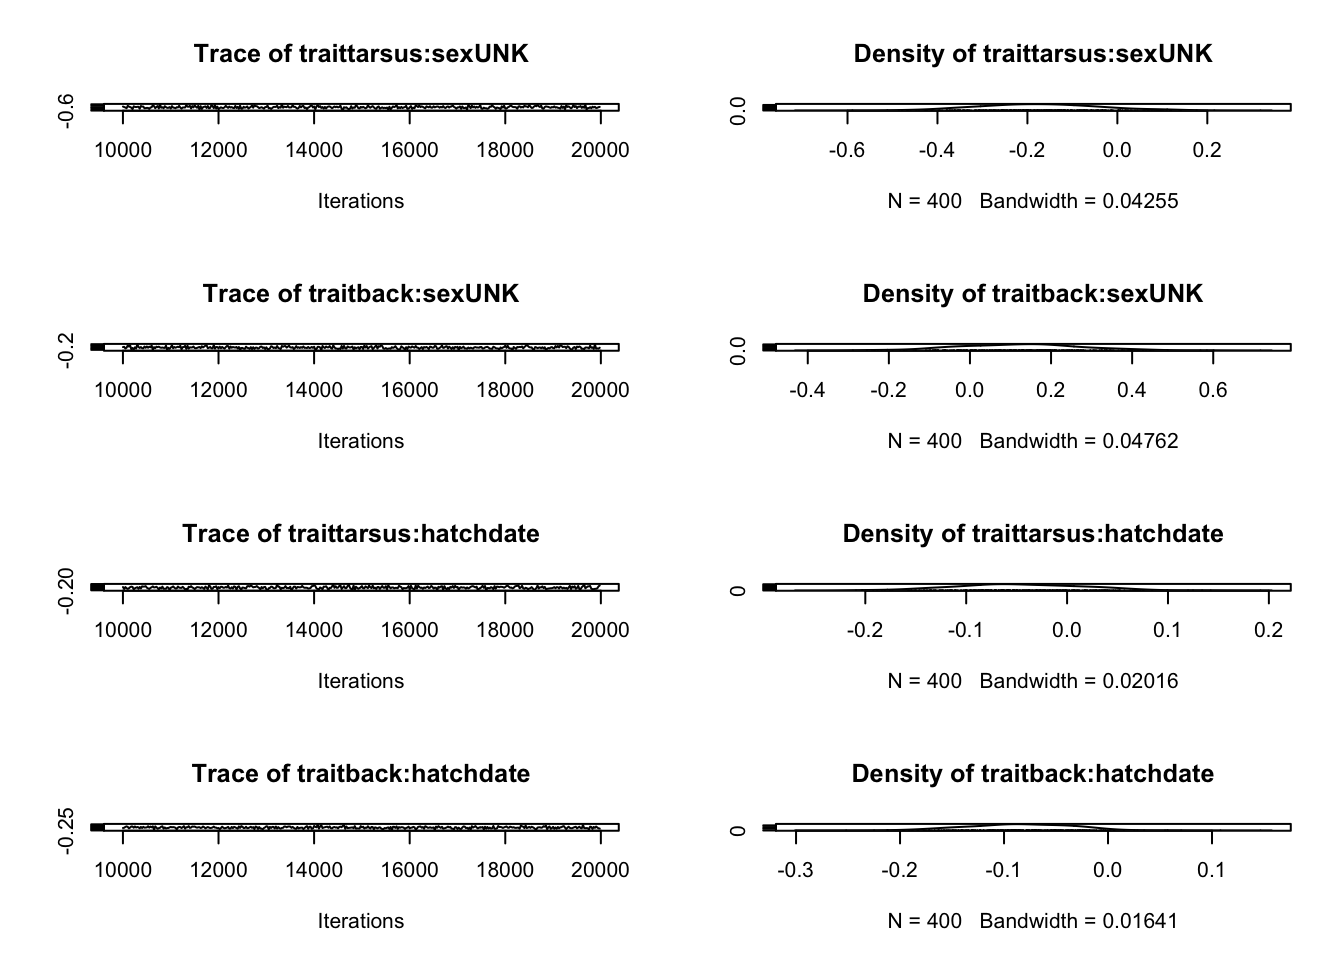 Trace of traittarsus:sexUNK
-0.6
10000 12000 14000 16000 18000 20000
Iterations
Density of traittarsus:sexUNK
0.0
-0.6 -0.4 -0.2 0.0 0.2
N = 400 Bandwidth = 0.04255
Trace of traitback:sexUNK
-0.2
10000 12000 14000 16000 18000 20000
Iterations
Density of traitback:sexUNK
0.0
-0.4 -0.2 0.0 0.2 0.4 0.6
N = 400 Bandwidth = 0.04762
Trace of traittarsus:hatchdate
-0.20
10000 12000 14000 16000 18000 20000
Iterations
Density of traittarsus:hatchdate
0
-0.2 -0.1 0.0 0.1 0.2
N = 400 Bandwidth = 0.02016
Trace of traitback:hatchdate
-0.25
10000 12000 14000 16000 18000 20000
Iterations
Density of traitback:hatchdate
0
-0.3 -0.2 -0.1 0.0 0.1
N = 400 Bandwidth = 0.01641